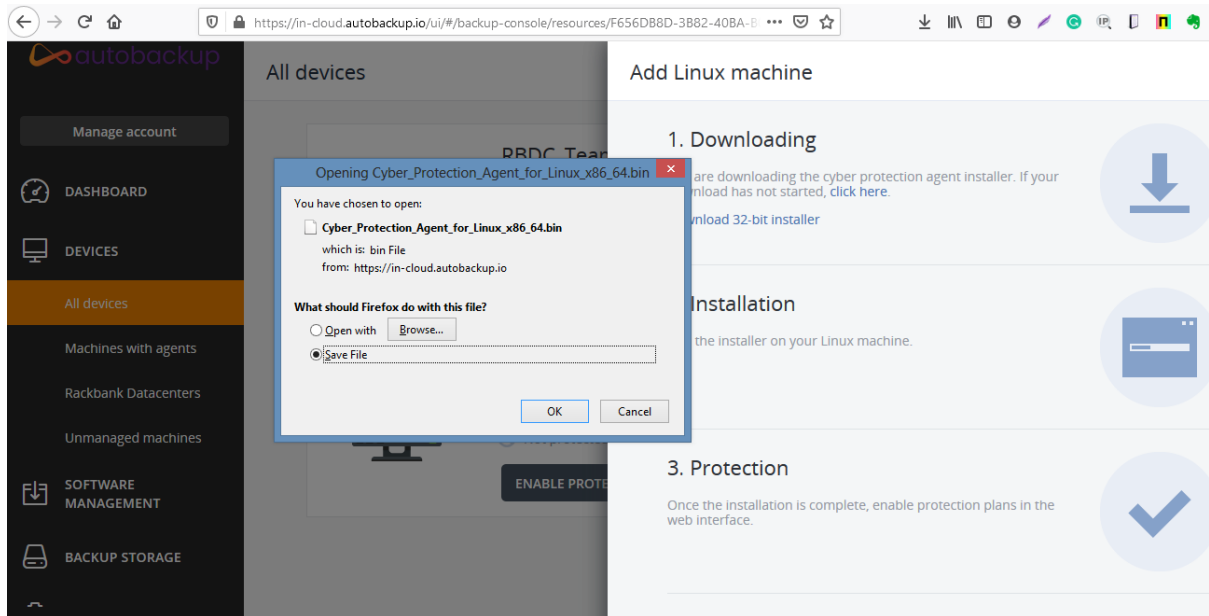 https://in-cloud.autobackup.io/ui/#/backup-console/resources/F656DB8D-3B82-40BA-B
autobackup
All devices
Add Linux machine
Manage account
DASHBOARD
DEVICES
All devices
Machines with agents
Rackbank Datacenters
Unmanaged machines
SOFTWARE
MANAGEMENT
BACKUP STORAGE
RBDC_Tear
ENABLE PROTE
Opening Cyber_Protection_Agent_for_Linux_x86_64.bin
You have chosen to open:
Cyber_Protection_Agent_for_Linux_x86_64.bin
which is: bin File
from: https://in-cloud.autobackup.io
What should Firefox do with this file?
Open with Browse...
Save File
OK Cancel
1. Downloading
are downloading the cyber protection agent installer. If your
nload has not started, click here.
nload 32-bit installer
Installation
the installer on your Linux machine.
3. Protection
Once the installation is complete, enable protection plans in the
web interface.